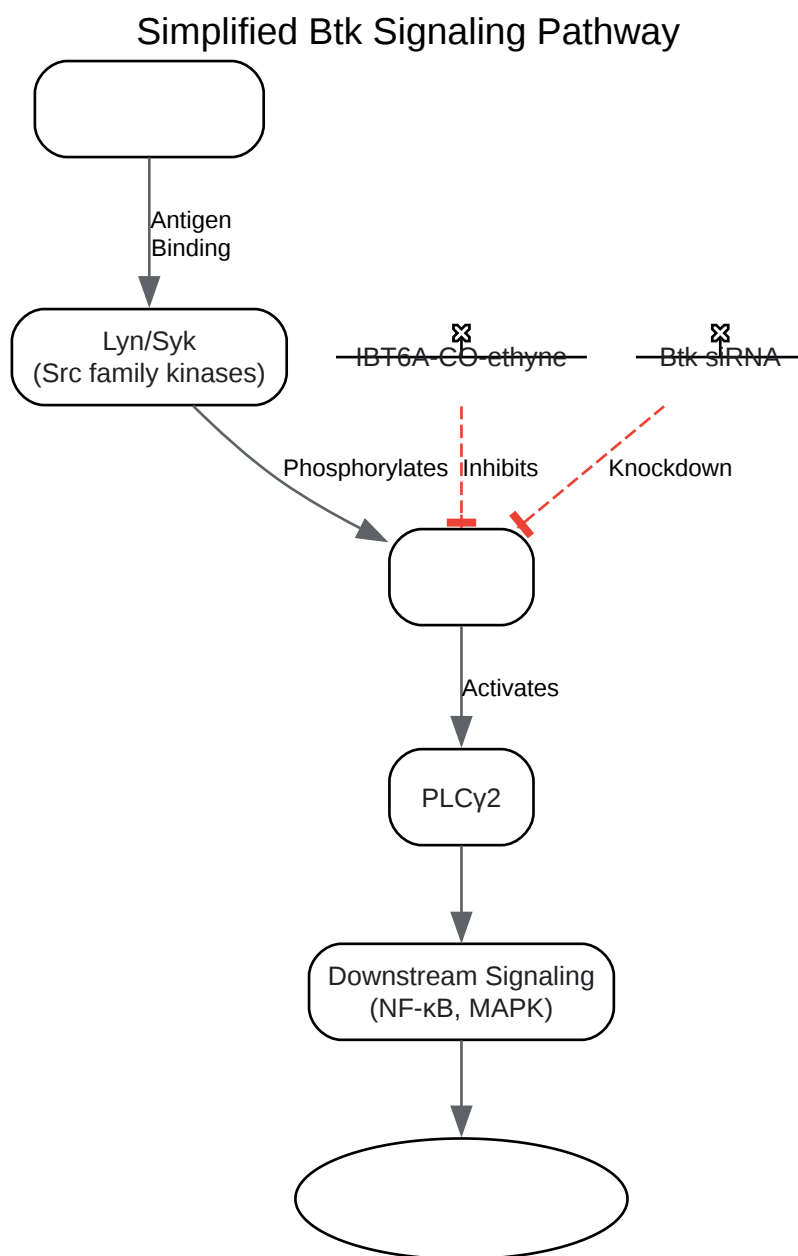 Simplified Btk Signaling Pathway
Antigen
Binding
Lyn/Syk
(Src family kinases)
IBT6A-CO-ethyne
Btk siRNA
Phosphorylates
Inhibits
Knockdown
Activates
PLCγ2
Downstream Signaling
(NF-κB, MAPK)